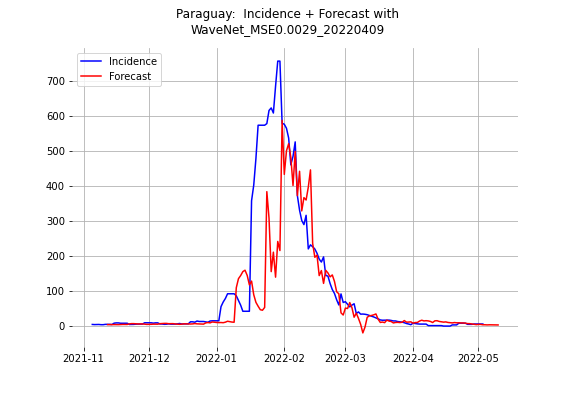 Paraguay:  Incidence + Forecast with
WaveNet_MSE0.0029_20220409
Incidence
Forecast
700
600
500
400
300
200
100
0
2021-11 2021-12 2022-01 2022-02 2022-03 2022-04 2022-05